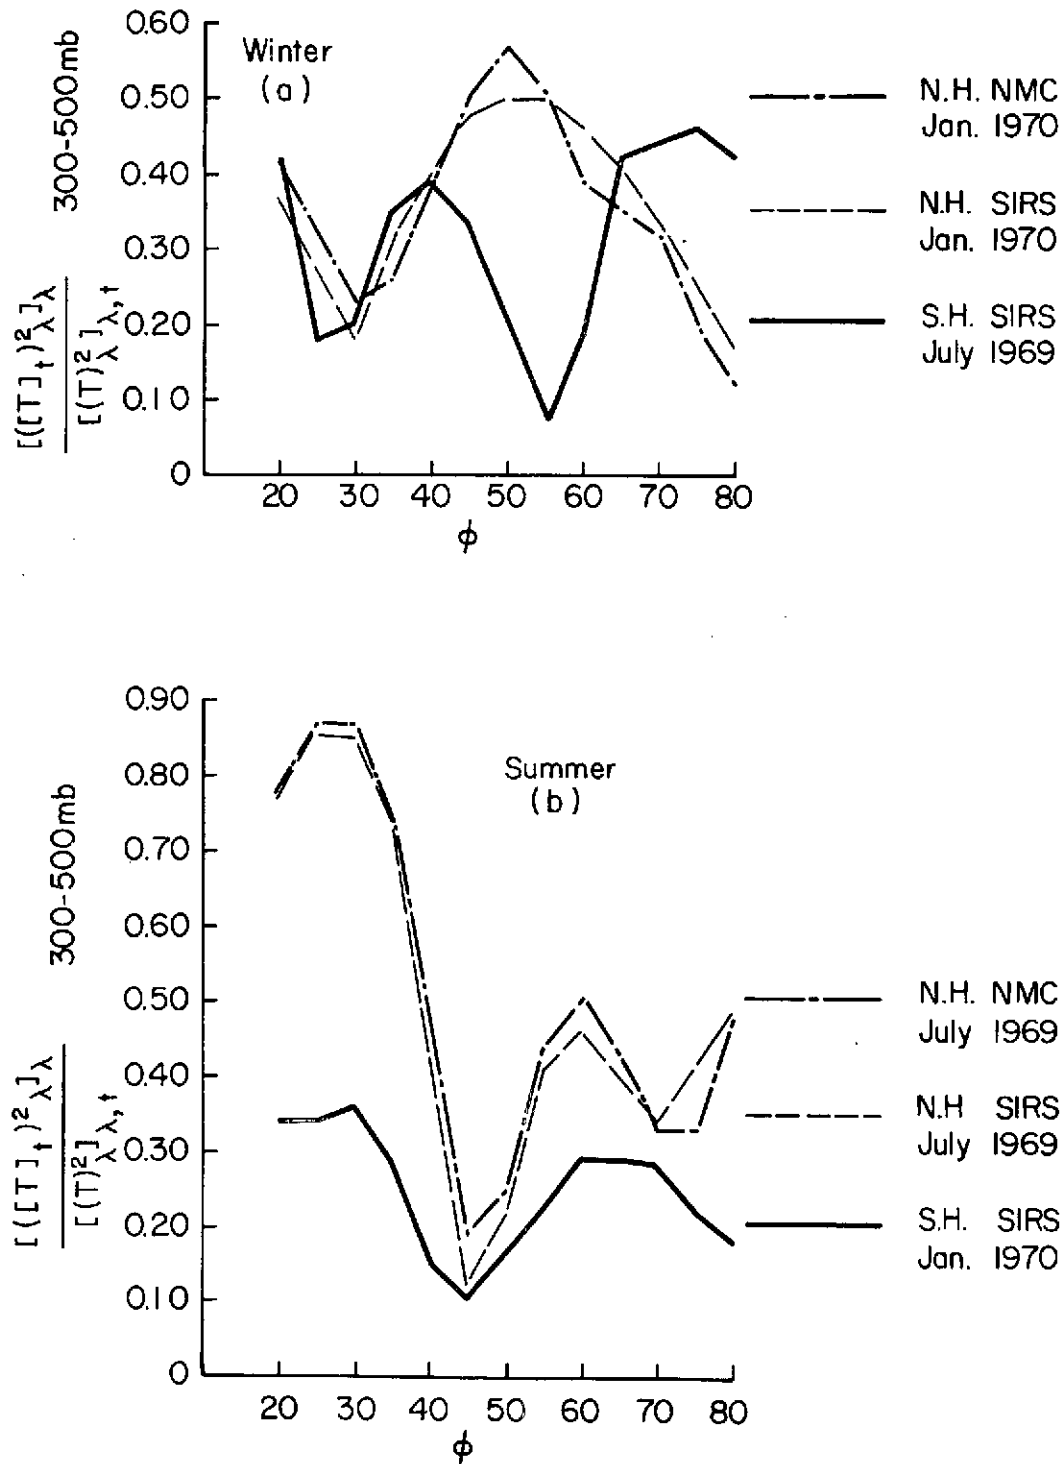 0.60
0.50
0.40
0.30
0.20
0.10
0
300-500mb
[([T]t)²λ]λ
[(T)²λ]λ,t
Winter
(a)
20 30 40 50 60 70 80
ϕ
N.H. NMC
Jan. 1970
N.H. SIRS
Jan. 1970
S.H. SIRS
July 1969
0.90
0.80
0.70
0.60
0.50
0.40
0.30
0.20
0.10
0
300-500mb
[([T]t)²λ]λ
[(T)²λ]λ,t
Summer
(b)
20 30 40 50 60 70 80
ϕ
N.H. NMC
July 1969
N.H SIRS
July 1969
S.H. SIRS
Jan. 1970